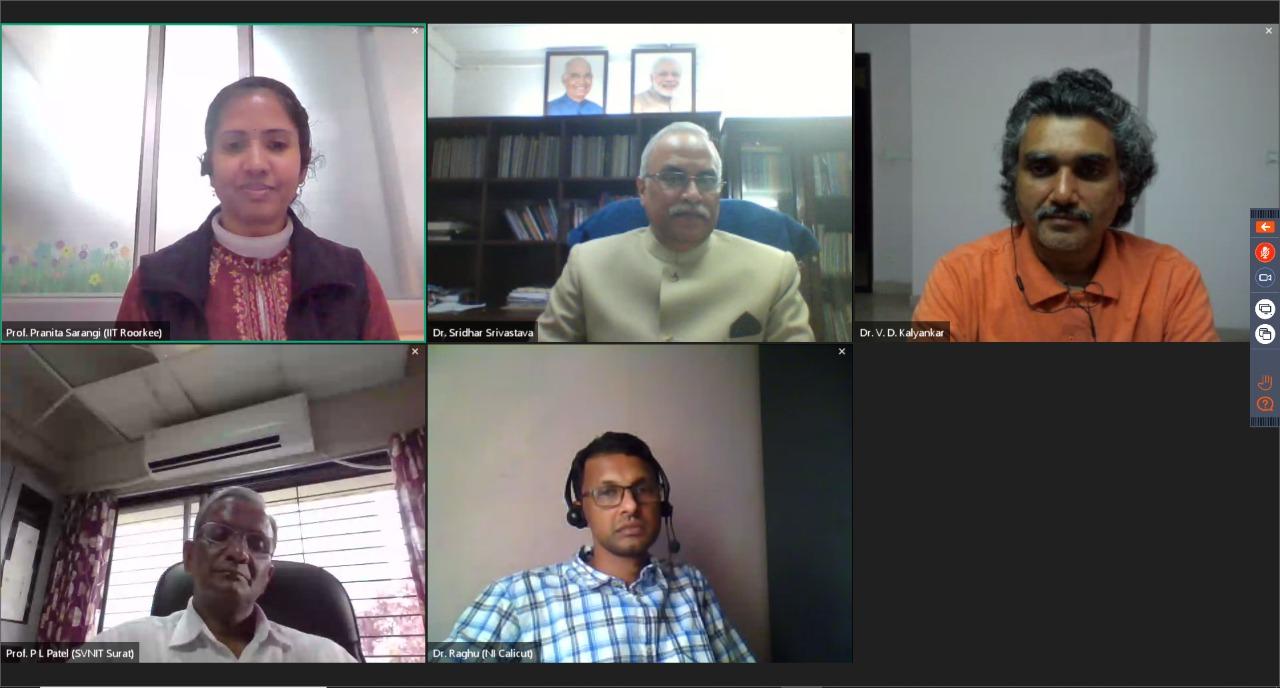 Prof. Pranita Sarangi (IIT Roorkee)
Dr. Sridhar Srivastava
Dr. V. D. Kalyankar
Prof. P L Patel (SVNIT Surat)
Dr. Raghu (NI Calicut)